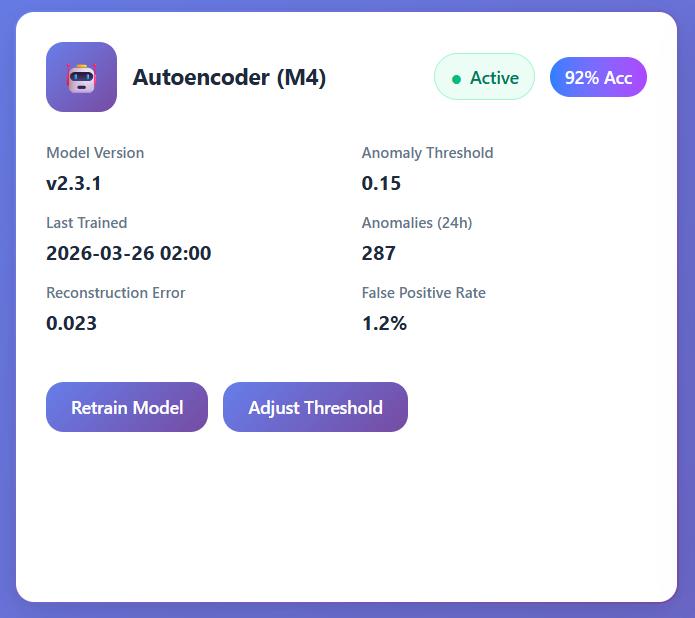 Autoencoder (M4)
Active
92% Acc
Model Version
v2.3.1
Anomaly Threshold
0.15
Last Trained
2026-03-26 02:00
Anomalies (24h)
287
Reconstruction Error
0.023
False Positive Rate
1.2%
Retrain Model
Adjust Threshold